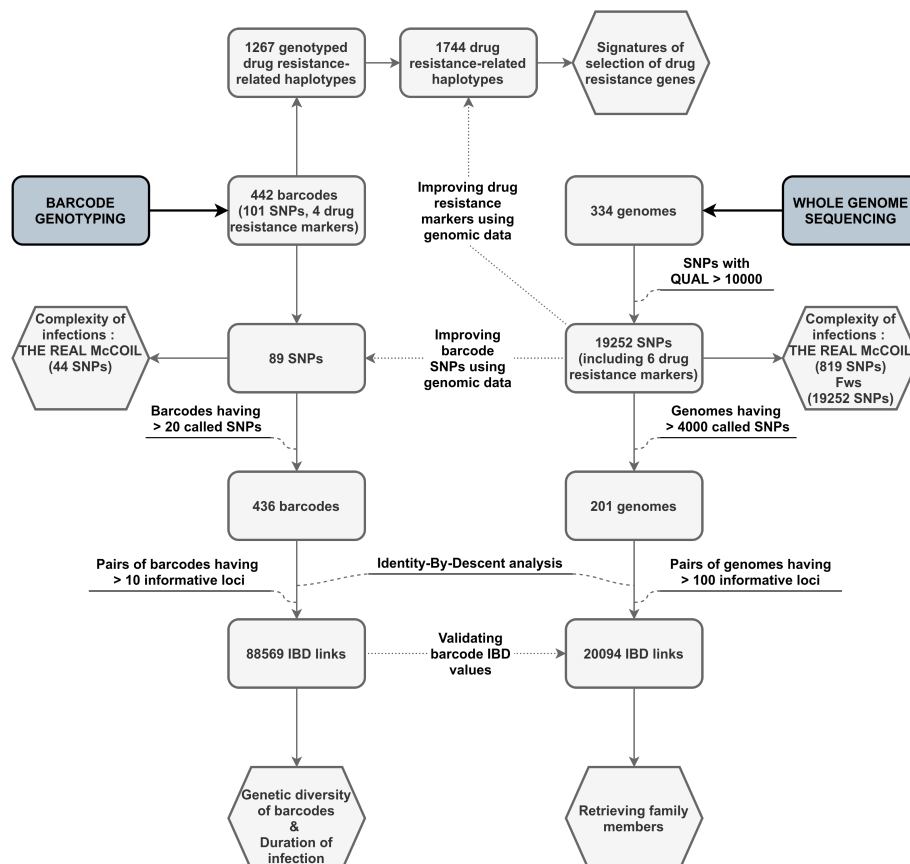 1267 genotyped
drug resistance-
related haplotypes
1744 drug
resistance-related
haplotypes
Signatures of
selection of drug
resistance genes
BARCODE
GENOTYPING
442 barcodes
(101 SNPs, 4 drug
resistance markers)
Improving drug
resistance
markers using
genomic data
334 genomes
WHOLE GENOME
SEQUENCING
SNPs with
QUAL > 10000
Complexity of
infections :
THE REAL McCOIL
(44 SNPs)
89 SNPs
Improving
barcode
SNPs using
genomic data
19252 SNPs
(including 6 drug
resistance markers)
Complexity of
infections :
THE REAL McCOIL
(819 SNPs)
Fws
(19252 SNPs)
Barcodes having
> 20 called SNPs
Genomes having
> 4000 called SNPs
436 barcodes
201 genomes
Pairs of barcodes having
> 10 informative loci
Identity-By-Descent analysis
Pairs of genomes having
> 100 informative loci
88569 IBD links
Validating
barcode IBD
values
20094 IBD links
Genetic diversity
of barcodes
&
Duration of
infection
Retrieving family
members